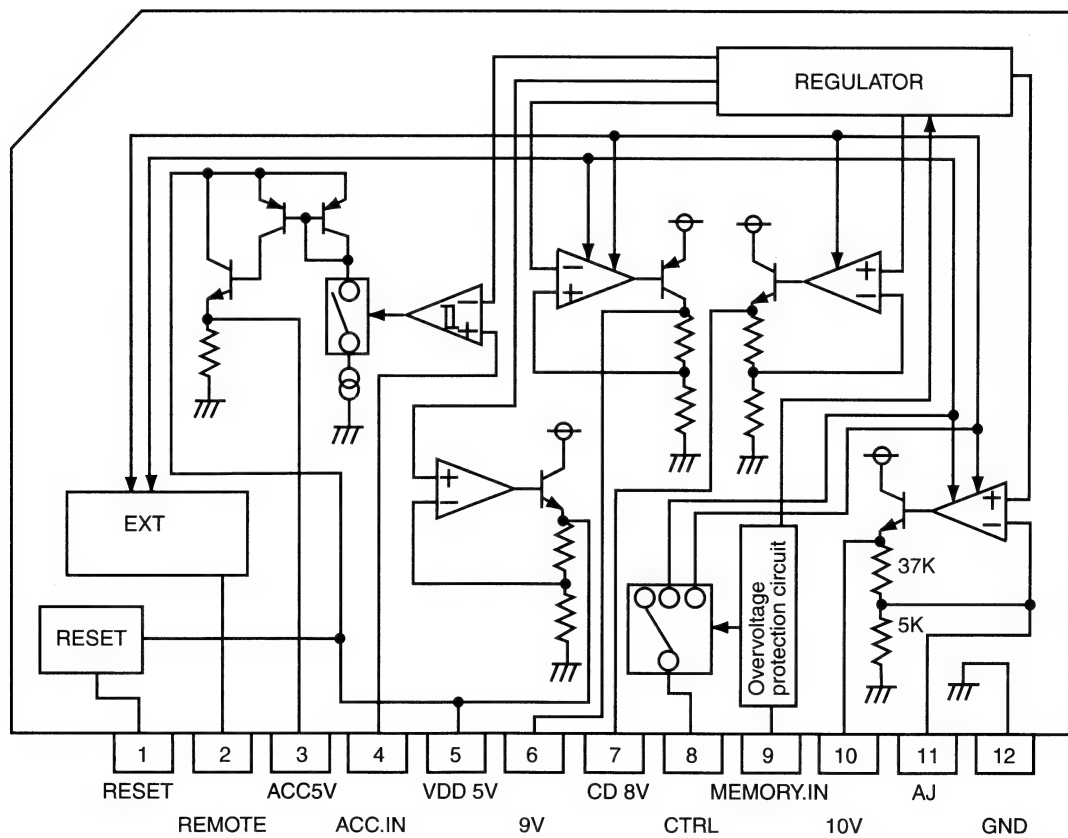 REGULATOR
+
-
-
+
-
+
+
-
+
-
+
-
EXT
RESET
37K
5K
Overvoltage
protection circuit
1 2 3 4 5 6 7 8 9 10 11 12
RESET ACC5V VDD 5V CD 8V MEMORY.IN AJ
REMOTE ACC.IN 9V CTRL 10V GND